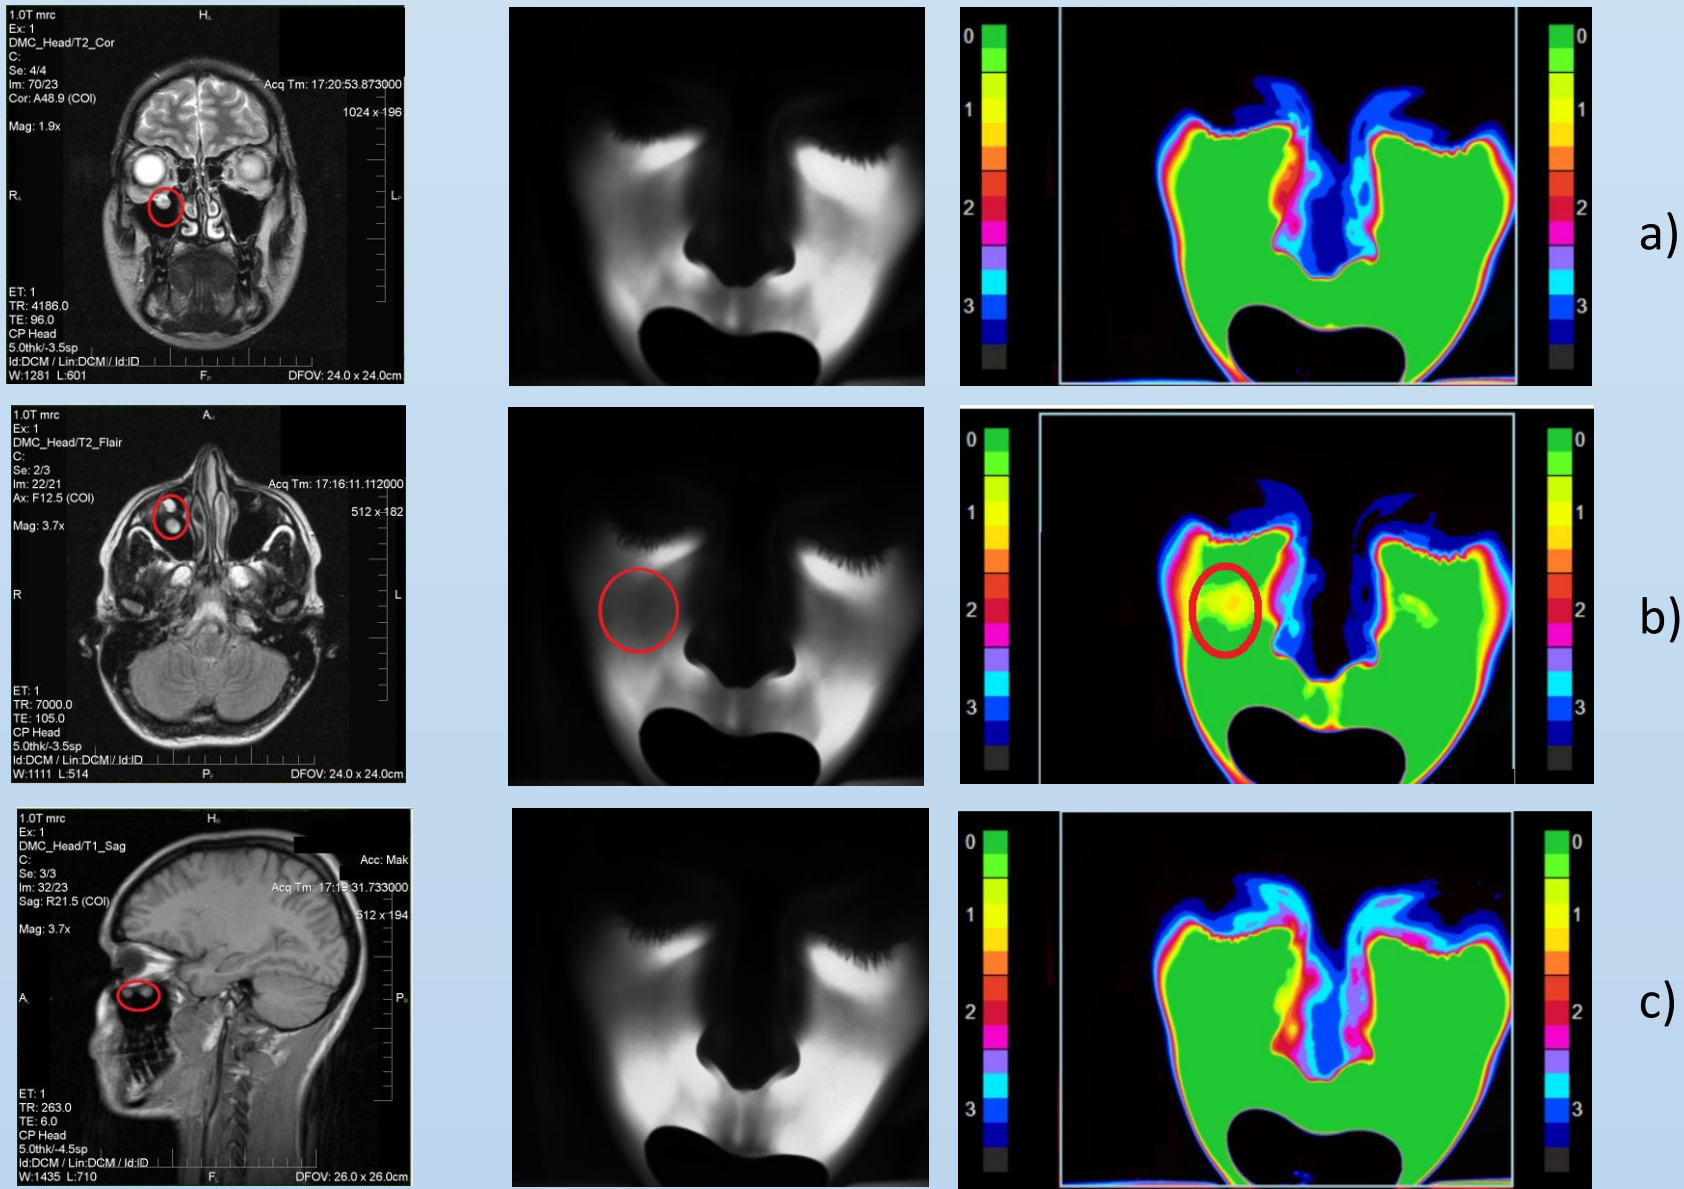 1.0T mrc
Ex: 1
DMC_Head/T2_Cor
C:
Se: 4/4
Im: 70/23
Cor: A48.9 (COI)
Mag: 1.9x
Acq Tm: 17:20:53.873000
1024 x 196
ET: 1
TR: 4186.0
TE: 96.0
CP Head
5.0thk/-3.5sp
Id:DCM / Lin:DCM / Id:ID
W:1281 L:601
DFOV: 24.0 x 24.0cm
0
1
2
3
0
1
2
3
a)
1.0T mrc
Ex: 1
DMC_Head/T2_Flair
C:
Se: 2/3
Im: 22/21
Ax: F12.5 (COI)
Mag: 3.7x
Acq Tm: 17:16:11.112000
512 x 182
R
L
ET: 1
TR: 7000.0
TE: 105.0
CP Head
5.0thk/-3.5sp
Id:DCM / Lin:DCM / Id:ID
W:1111 L:514
DFOV: 24.0 x 24.0cm
0
1
2
3
0
1
2
3
b)
1.0T mrc
Ex: 1
DMC_Head/T1_Sag
C:
Se: 3/3
Im: 32/23
Sag: R21.5 (COI)
Mag: 3.7x
Acc: Mak
Acq Tm: 17:19:31.733000
512 x 194
ET: 1
TR: 263.0
TE: 6.0
CP Head
5.0thk/-4.5sp
Id:DCM / Lin:DCM / Id:ID
W:1435 L:710
DFOV: 26.0 x 26.0cm
0
1
2
3
0
1
2
3
c)